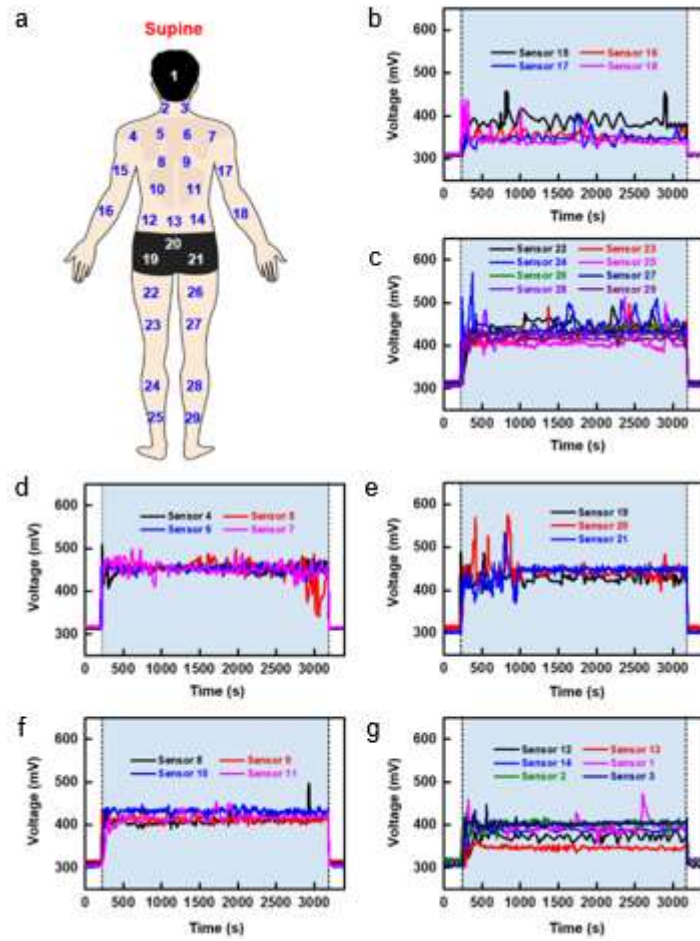 a
Supine
1
2 3
4 5 6 7
8 9
15 17
10 11
16 18
12 13 14
20
19 21
22 26
23 27
24 28
25 29
b
Voltage (mV)
600
500
400
300
Sensor 15 Sensor 16
Sensor 17 Sensor 18
0 500 1000 1500 2000 2500 3000
Time (s)
c
Voltage (mV)
600
500
400
300
Sensor 22 Sensor 23
Sensor 24 Sensor 25
Sensor 26 Sensor 27
Sensor 28 Sensor 29
0 500 1000 1500 2000 2500 3000
Time (s)
d
Voltage (mV)
600
500
400
300
Sensor 4 Sensor 5
Sensor 6 Sensor 7
0 500 1000 1500 2000 2500 3000
Time (s)
e
Voltage (mV)
600
500
400
300
Sensor 19
Sensor 20
Sensor 21
0 500 1000 1500 2000 2500 3000
Time (s)
f
Voltage (mV)
600
500
400
300
Sensor 8 Sensor 9
Sensor 10 Sensor 11
0 500 1000 1500 2000 2500 3000
Time (s)
g
Voltage (mV)
600
500
400
300
Sensor 12 Sensor 13
Sensor 14 Sensor 1
Sensor 2 Sensor 3
0 500 1000 1500 2000 2500 3000
Time (s)